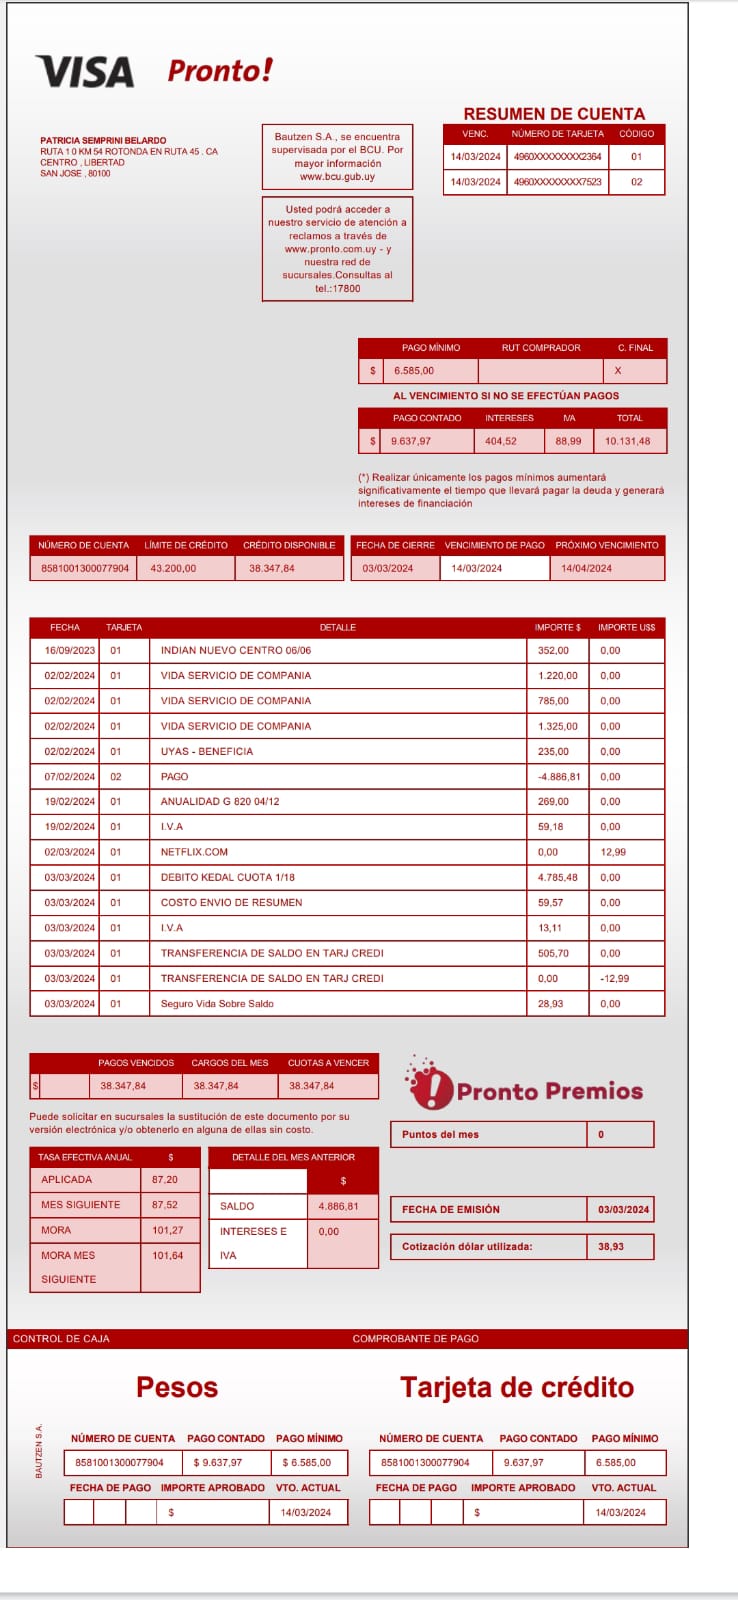 VISA Pronto!
RESUMEN DE CUENTA
VENC. NÚMERO DE TARJETA CÓDIGO
14/03/2024 4960XXXXXXXX2364 01
14/03/2024 4960XXXXXXXX7523 02
PATRICIA SEMPRINI BELARDO
RUTA 1 0 KM 54 ROTONDA EN RUTA 45 . CA
CENTRO , LIBERTAD
SAN JOSE , 80100
Bautzen S.A., se encuentra
supervisada por el BCU. Por
mayor información
www.bcu.gub.uy
Usted podrá acceder a
nuestro servicio de atención a
reclamos a través de
www.pronto.com.uy - y
nuestra red de
sucursales.Consultas al
tel.:17800
PAGO MÍNIMO RUT COMPRADOR C. FINAL
$ 6.585,00 X
AL VENCIMIENTO SI NO SE EFECTÚAN PAGOS
PAGO CONTADO INTERESES IVA TOTAL
$ 9.637,97 404,52 88,99 10.131,48
(*) Realizar únicamente los pagos mínimos aumentará
significativamente el tiempo que llevará pagar la deuda y generará
intereses de financiación
NÚMERO DE CUENTA LÍMITE DE CRÉDITO CRÉDITO DISPONIBLE FECHA DE CIERRE VENCIMIENTO DE PAGO PRÓXIMO VENCIMIENTO
8581001300077904 43.200,00 38.347,84 03/03/2024 14/03/2024 14/04/2024
FECHA TARJETA DETALLE IMPORTE $ IMPORTE U$S
16/09/2023 01 INDIAN NUEVO CENTRO 06/06 352,00 0,00
02/02/2024 01 VIDA SERVICIO DE COMPANIA 1.220,00 0,00
02/02/2024 01 VIDA SERVICIO DE COMPANIA 785,00 0,00
02/02/2024 01 VIDA SERVICIO DE COMPANIA 1.325,00 0,00
02/02/2024 01 UYAS - BENEFICIA 235,00 0,00
07/02/2024 02 PAGO -4.886,81 0,00
19/02/2024 01 ANUALIDAD G 820 04/12 269,00 0,00
19/02/2024 01 I.V.A 59,18 0,00
02/03/2024 01 NETFLIX.COM 0,00 12,99
03/03/2024 01 DEBITO KEDAL CUOTA 1/18 4.785,48 0,00
03/03/2024 01 COSTO ENVIO DE RESUMEN 59,57 0,00
03/03/2024 01 I.V.A 13,11 0,00
03/03/2024 01 TRANSFERENCIA DE SALDO EN TARJ CREDI 505,70 0,00
03/03/2024 01 TRANSFERENCIA DE SALDO EN TARJ CREDI 0,00 -12,99
03/03/2024 01 Seguro Vida Sobre Saldo 28,93 0,00
PAGOS VENCIDOS CARGOS DEL MES CUOTAS A VENCER
$ 38.347,84 38.347,84 38.347,84
Puede solicitar en sucursales la sustitución de este documento por su
versión electrónica y/o obtenerlo en alguna de ellas sin costo.
TASA EFECTIVA ANUAL $
APLICADA 87,20
MES SIGUIENTE 87,52
MORA 101,27
MORA MES 101,64
SIGUIENTE
DETALLE DEL MES ANTERIOR
$
SALDO 4.886,81
INTERESES E 0,00
IVA
Pronto Premios
Puntos del mes 0
FECHA DE EMISIÓN 03/03/2024
Cotización dólar utilizada: 38,93
CONTROL DE CAJA COMPROBANTE DE PAGO
BAUTZEN S.A.
Pesos
NÚMERO DE CUENTA PAGO CONTADO PAGO MÍNIMO
8581001300077904 $ 9.637,97 $ 6.585,00
FECHA DE PAGO IMPORTE APROBADO VTO. ACTUAL
$ 14/03/2024
Tarjeta de crédito
NÚMERO DE CUENTA PAGO CONTADO PAGO MÍNIMO
8581001300077904 9.637,97 6.585,00
FECHA DE PAGO IMPORTE APROBADO VTO. ACTUAL
$ 14/03/2024